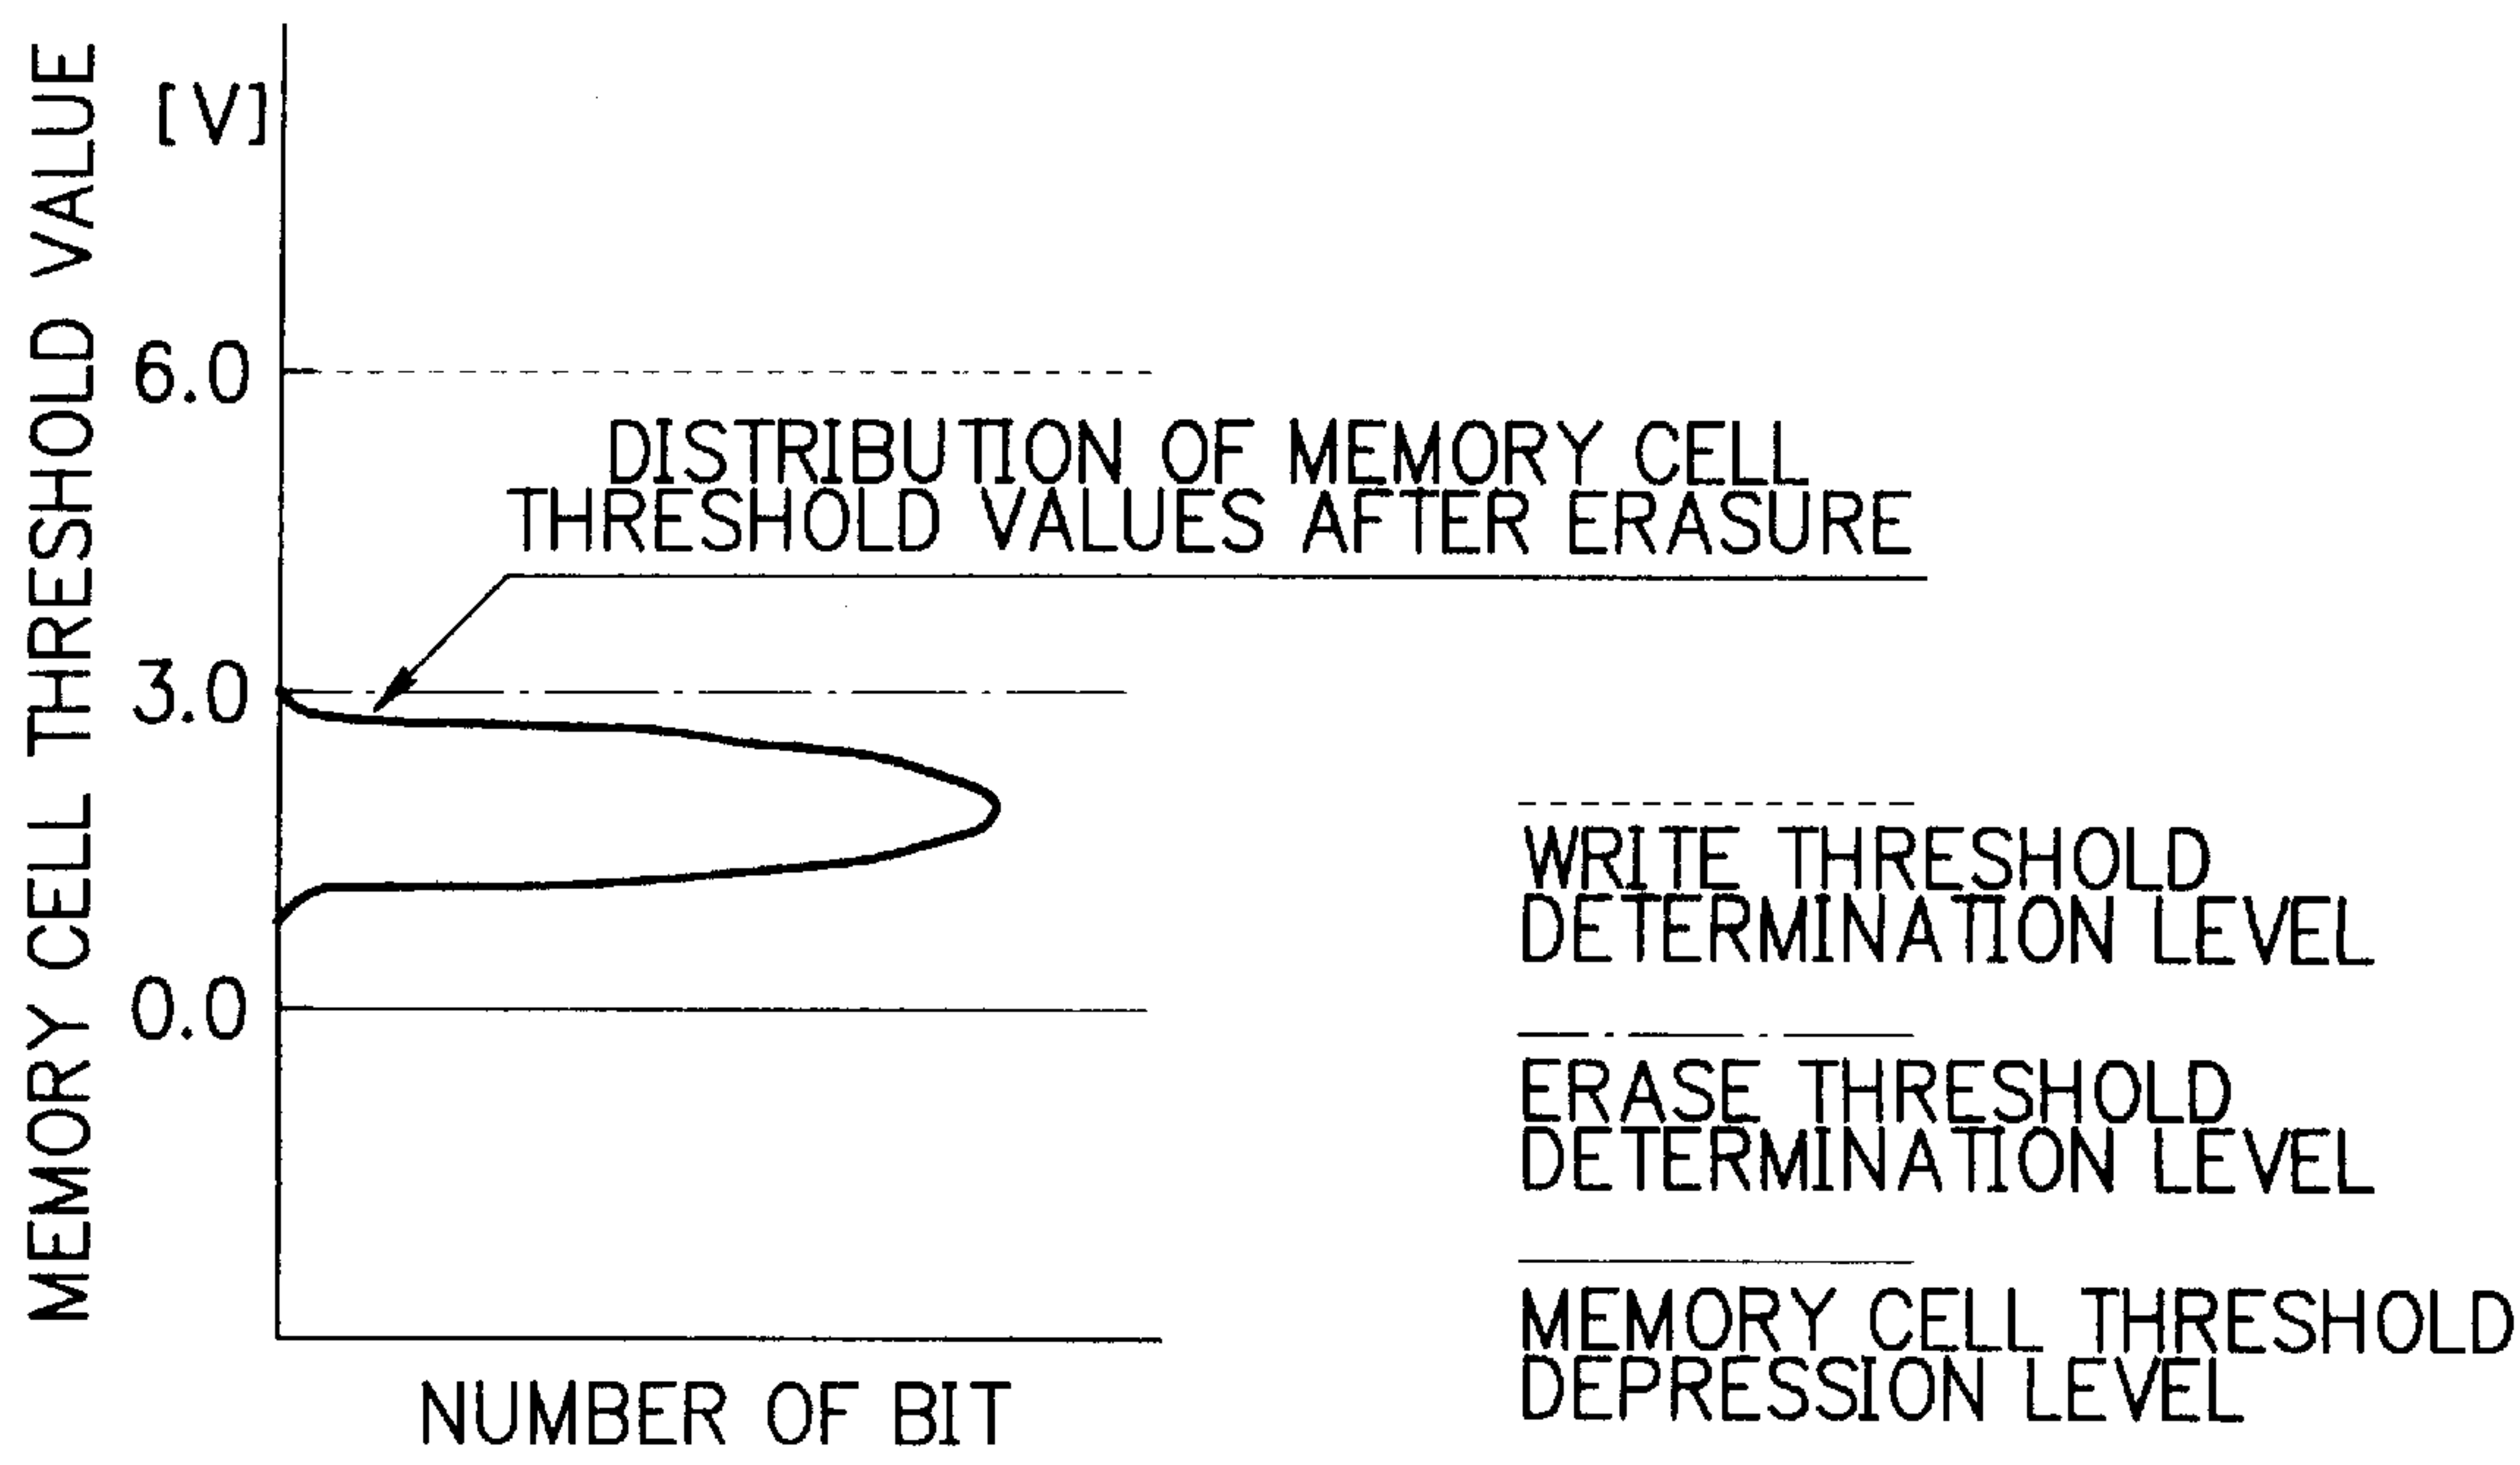 MEMORY CELL THRESHOLD VALUE
[V]
6.0
DISTRIBUTION OF MEMORY CELL
THRESHOLD VALUES AFTER ERASURE
3.0
0.0
NUMBER OF BIT
WRITE THRESHOLD
DETERMINATION LEVEL
ERASE THRESHOLD
DETERMINATION LEVEL
MEMORY CELL THRESHOLD
DEPRESSION LEVEL